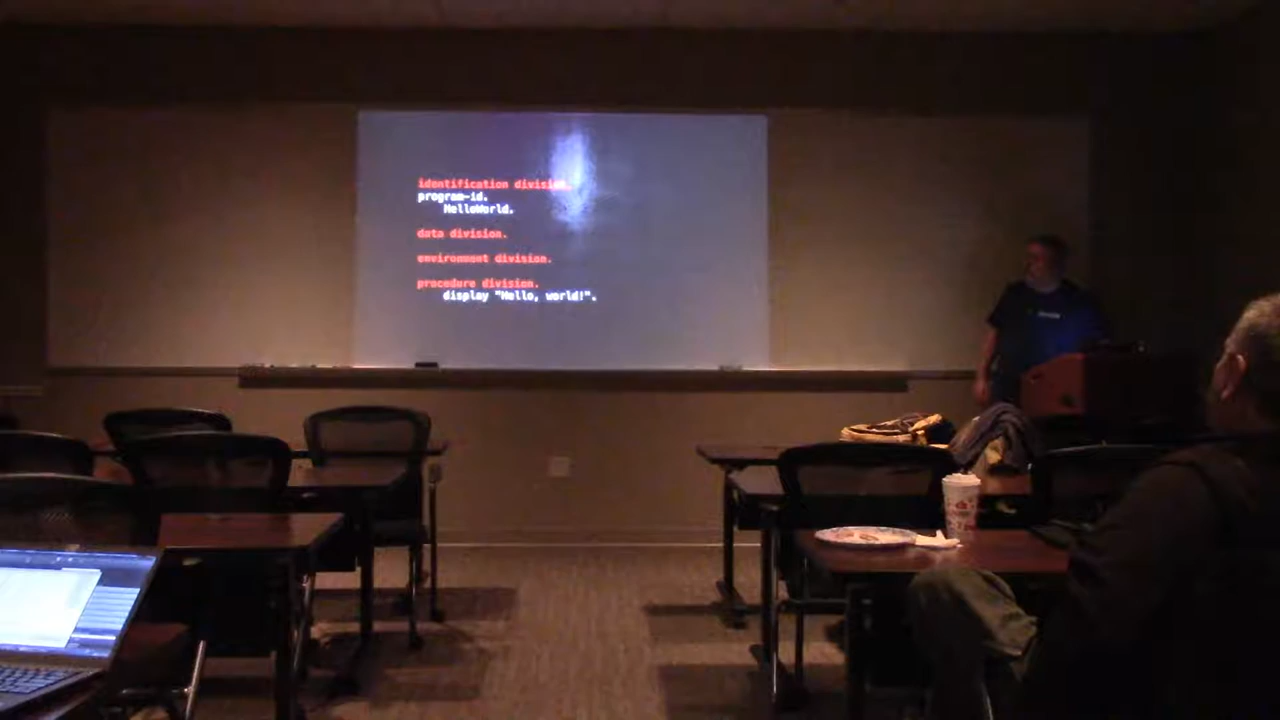 identification division.
program-id.
HelloWorld.
data division.
environment division.
procedure division.
display "Hello, world!".